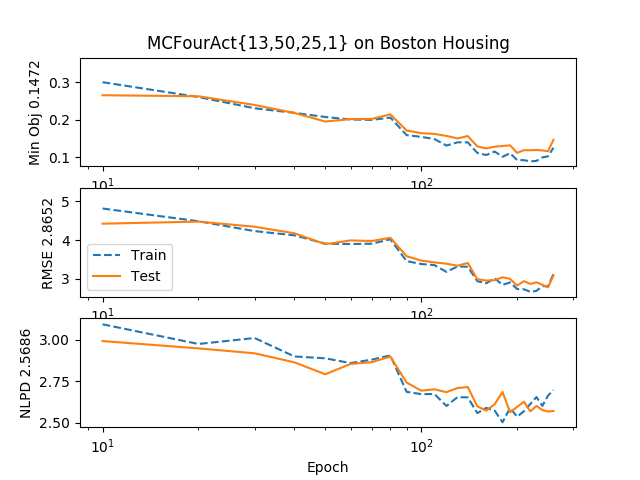 MCFourAct{13,50,25,1} on Boston Housing
Min Obj 0.1472
0.3
0.2
0.1
10¹
10²
RMSE 2.8652
5
4
3
Train
Test
10¹
10²
NLPD 2.5686
3.00
2.75
2.50
10¹
10²
Epoch